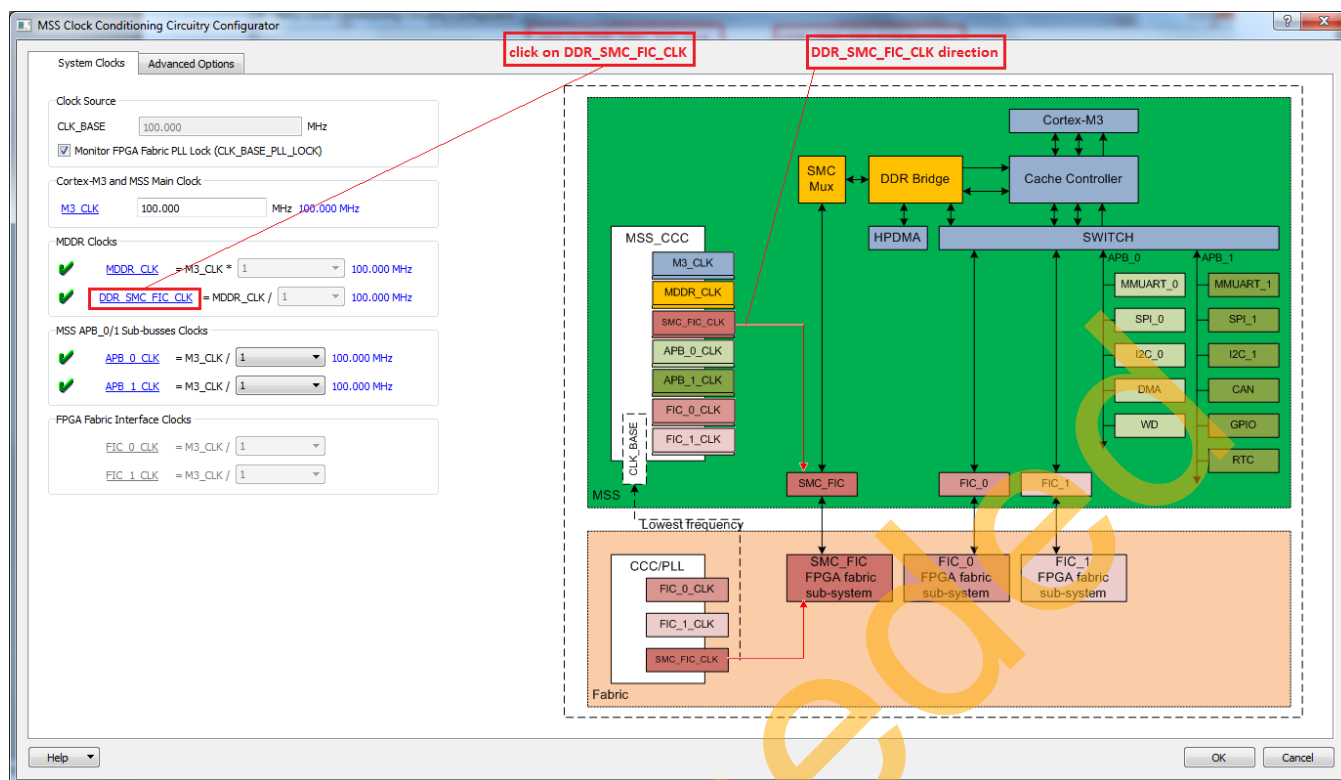 MSS Clock Conditioning Circuitry Configurator
click on DDR_SMC_FIC_CLK
DDR_SMC_FIC_CLK direction
System Clocks
Advanced Options
Clock Source
CLK_BASE 100.000 MHz
Monitor FPGA Fabric PLL Lock (CLK_BASE_PLL_LOCK)
Cortex-M3 and MSS Main Clock
M3_CLK 100.000 MHz 100.000 MHz
MDDR Clocks
MDDR_CLK = M3_CLK * 1 100.000 MHz
DDR_SMC_FIC_CLK = MDDR_CLK / 1 100.000 MHz
MSS APB_0/1 Sub-busses Clocks
APB_0_CLK = M3_CLK / 1 100.000 MHz
APB_1_CLK = M3_CLK / 1 100.000 MHz
FPGA Fabric Interface Clocks
FIC_0_CLK = M3_CLK / 1
FIC_1_CLK = M3_CLK / 1
Cortex-M3
SMC
Mux
DDR Bridge
Cache Controller
HPDMA
SWITCH
MSS_CCC
M3_CLK
MDDR_CLK
SMC_FIC_CLK
APB_0_CLK
APB_1_CLK
FIC_0_CLK
FIC_1_CLK
CLK_BASE
APB_0
APB_1
MMUART_0
MMUART_1
SPI_0
SPI_1
I2C_0
I2C_1
DMA
CAN
WD
GPIO
RTC
SMC_FIC
FIC_0
FIC_1
MSS
Lowest frequency
CCC/PLL
FIC_0_CLK
FIC_1_CLK
SMC_FIC_CLK
SMC_FIC
FPGA fabric
sub-system
FIC_0
FPGA fabric
sub-system
FIC_1
FPGA fabric
sub-system
Fabric
Help
OK
Cancel
eded